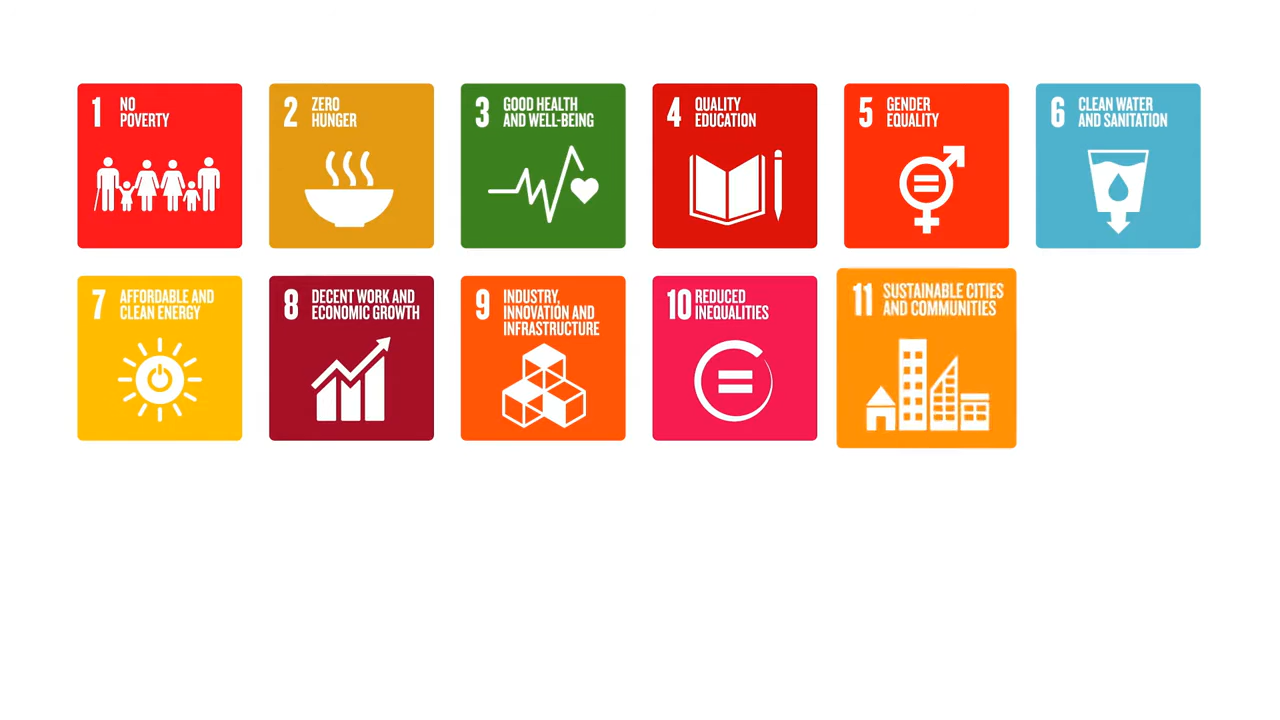 1 NO
POVERTY
2 ZERO
HUNGER
3 GOOD HEALTH
AND WELL-BEING
4 QUALITY
EDUCATION
5 GENDER
EQUALITY
6 CLEAN WATER
AND SANITATION
7 AFFORDABLE AND
CLEAN ENERGY
8 DECENT WORK AND
ECONOMIC GROWTH
9 INDUSTRY,
INNOVATION AND
INFRASTRUCTURE
10 REDUCED
INEQUALITIES
11 SUSTAINABLE CITIES
AND COMMUNITIES